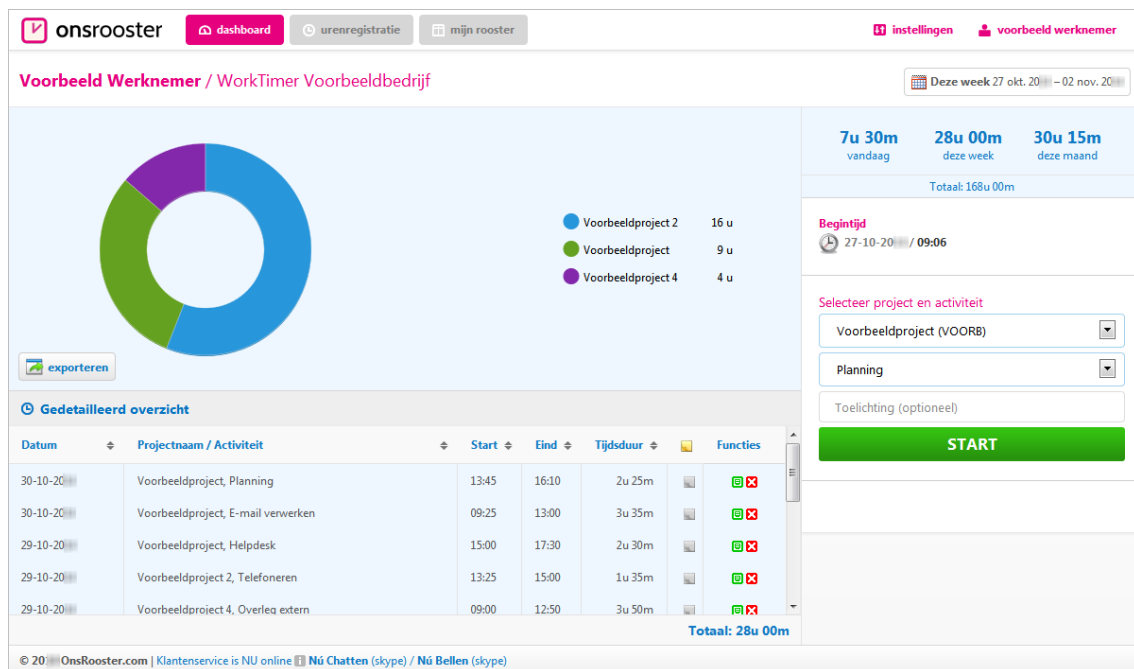 onsrooster dashboard urenregistratie mijn rooster instellingen voorbeeld werknemer
Voorbeeld Werknemer / WorkTimer Voorbeeldbedrijf
Deze week 27 okt. 20 – 02 nov. 20
7u 30m 28u 00m 30u 15m
vandaag deze week deze maand
Totaal: 168u 00m
Voorbeeldproject 2 16 u
Voorbeeldproject 9 u
Voorbeeldproject 4 4 u
exporteren
Begintijd
27-10-20 / 09:06
Selecteer project en activiteit
Voorbeeldproject (VOORB)
Planning
Toelichting (optioneel)
START
Gedetailleerd overzicht
Datum Projectnaam / Activiteit Start Eind Tijdsduur Functies
30-10-20 Voorbeeldproject, Planning 13:45 16:10 2u 25m
30-10-20 Voorbeeldproject, E-mail verwerken 09:25 13:00 3u 35m
29-10-20 Voorbeeldproject, Helpdesk 15:00 17:30 2u 30m
29-10-20 Voorbeeldproject 2, Telefoneren 13:25 15:00 1u 35m
29-10-20 Voorbeeldproject 4, Overleg extern 09:00 12:50 3u 50m
Totaal: 28u 00m
© 20 OnsRooster.com | Klantenservice is NU online Nú Chatten (skype) / Nú Bellen (skype)